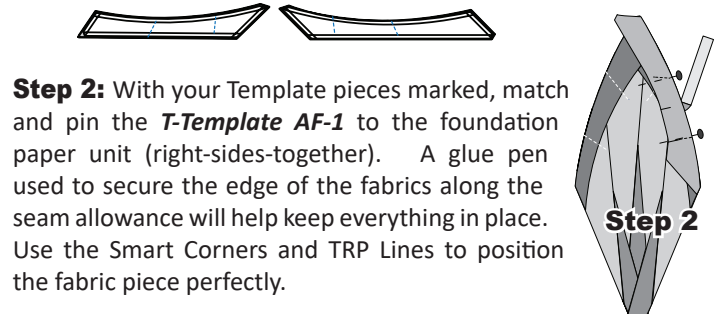 Step 2: With your Template pieces marked, match
and pin the T-Template AF-1 to the foundation
paper unit (right-sides-together). A glue pen
used to secure the edge of the fabrics along the
seam allowance will help keep everything in place.
Use the Smart Corners and TRP Lines to position
the fabric piece perfectly.
Step 2